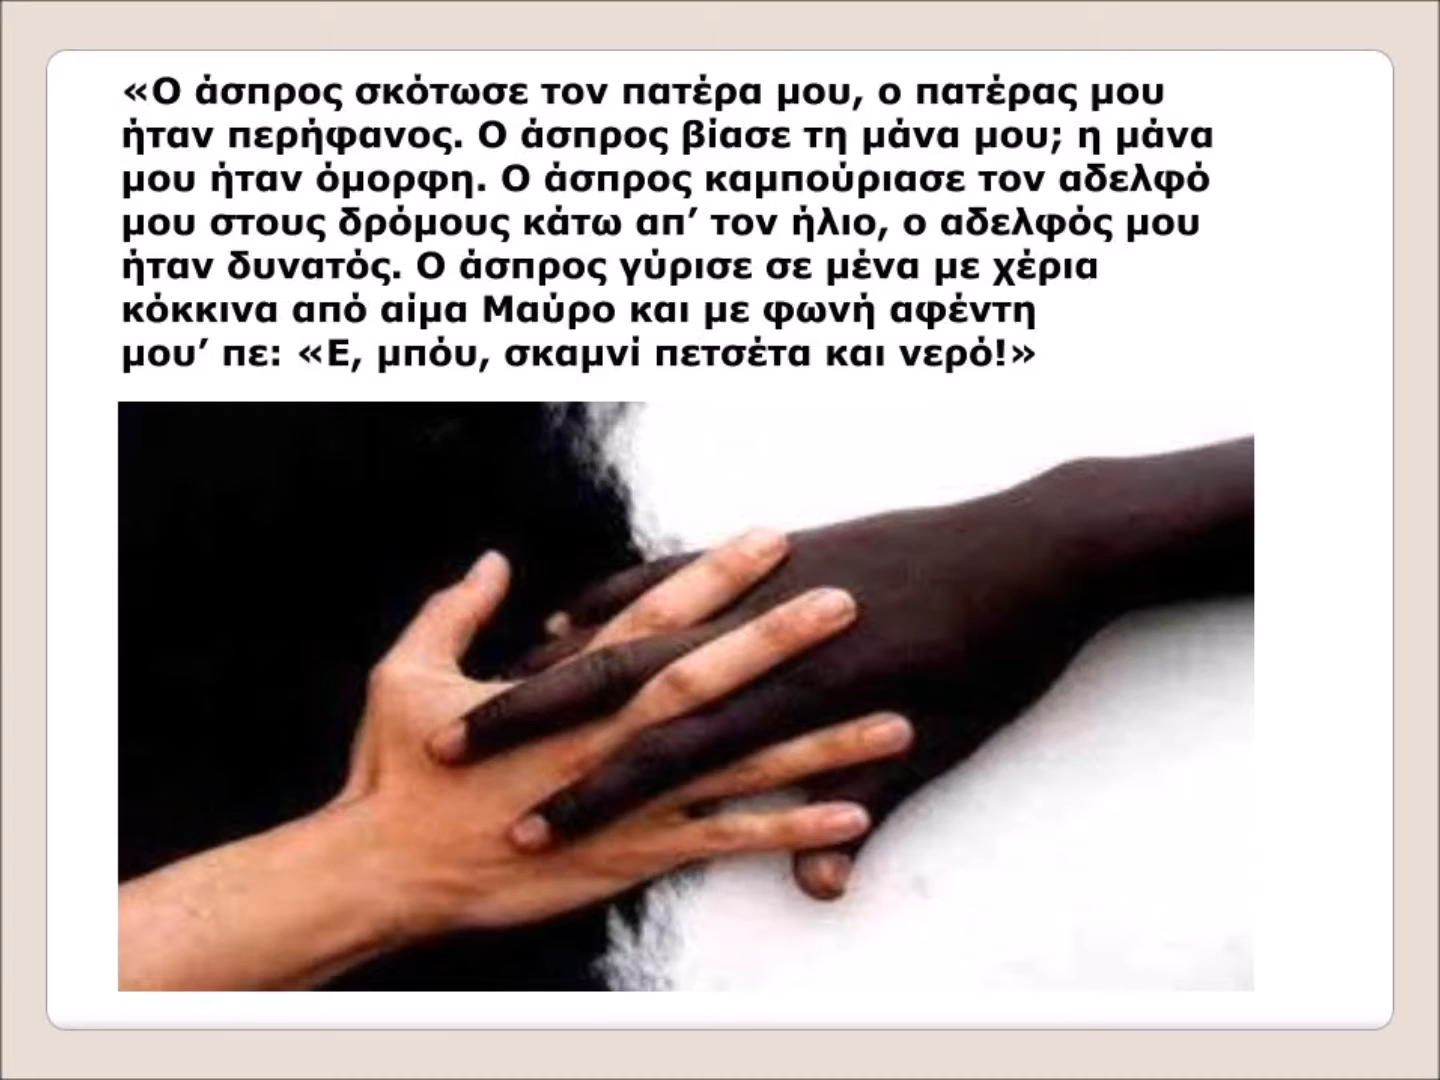 «Ο άσπρος σκότωσε τον πατέρα μου, ο πατέρας μου
ήταν περήφανος. Ο άσπρος βίασε τη μάνα μου; η μάνα
μου ήταν όμορφη. Ο άσπρος καμπούριασε τον αδελφό
μου στους δρόμους κάτω απ’ τον ήλιο, ο αδελφός μου
ήταν δυνατός. Ο άσπρος γύρισε σε μένα με χέρια
κόκκινα από αίμα Μαύρο και με φωνή αφέντη
μου’ πε: «Ε, μπόυ, σκαμνί πετσέτα και νερό!»